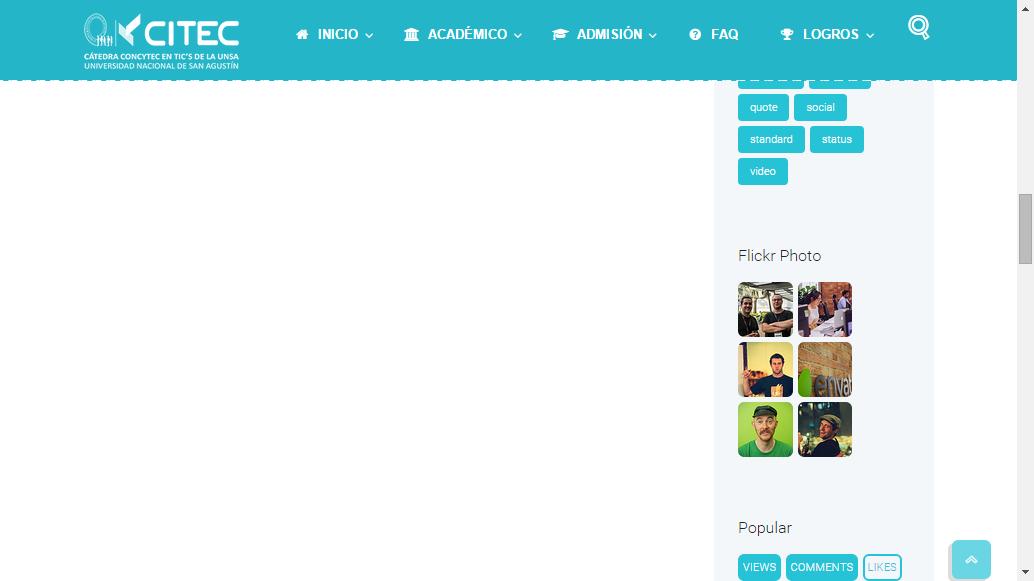 CITEC
CÁTEDRA CONCYTEC EN TIC'S DE LA UNSA
UNIVERSIDAD NACIONAL DE SAN AGUSTÍN
INICIO ACADÉMICO ADMISIÓN FAQ LOGROS
quote social
standard status
video
Flickr Photo
enva
Popular
VIEWS COMMENTS LIKES